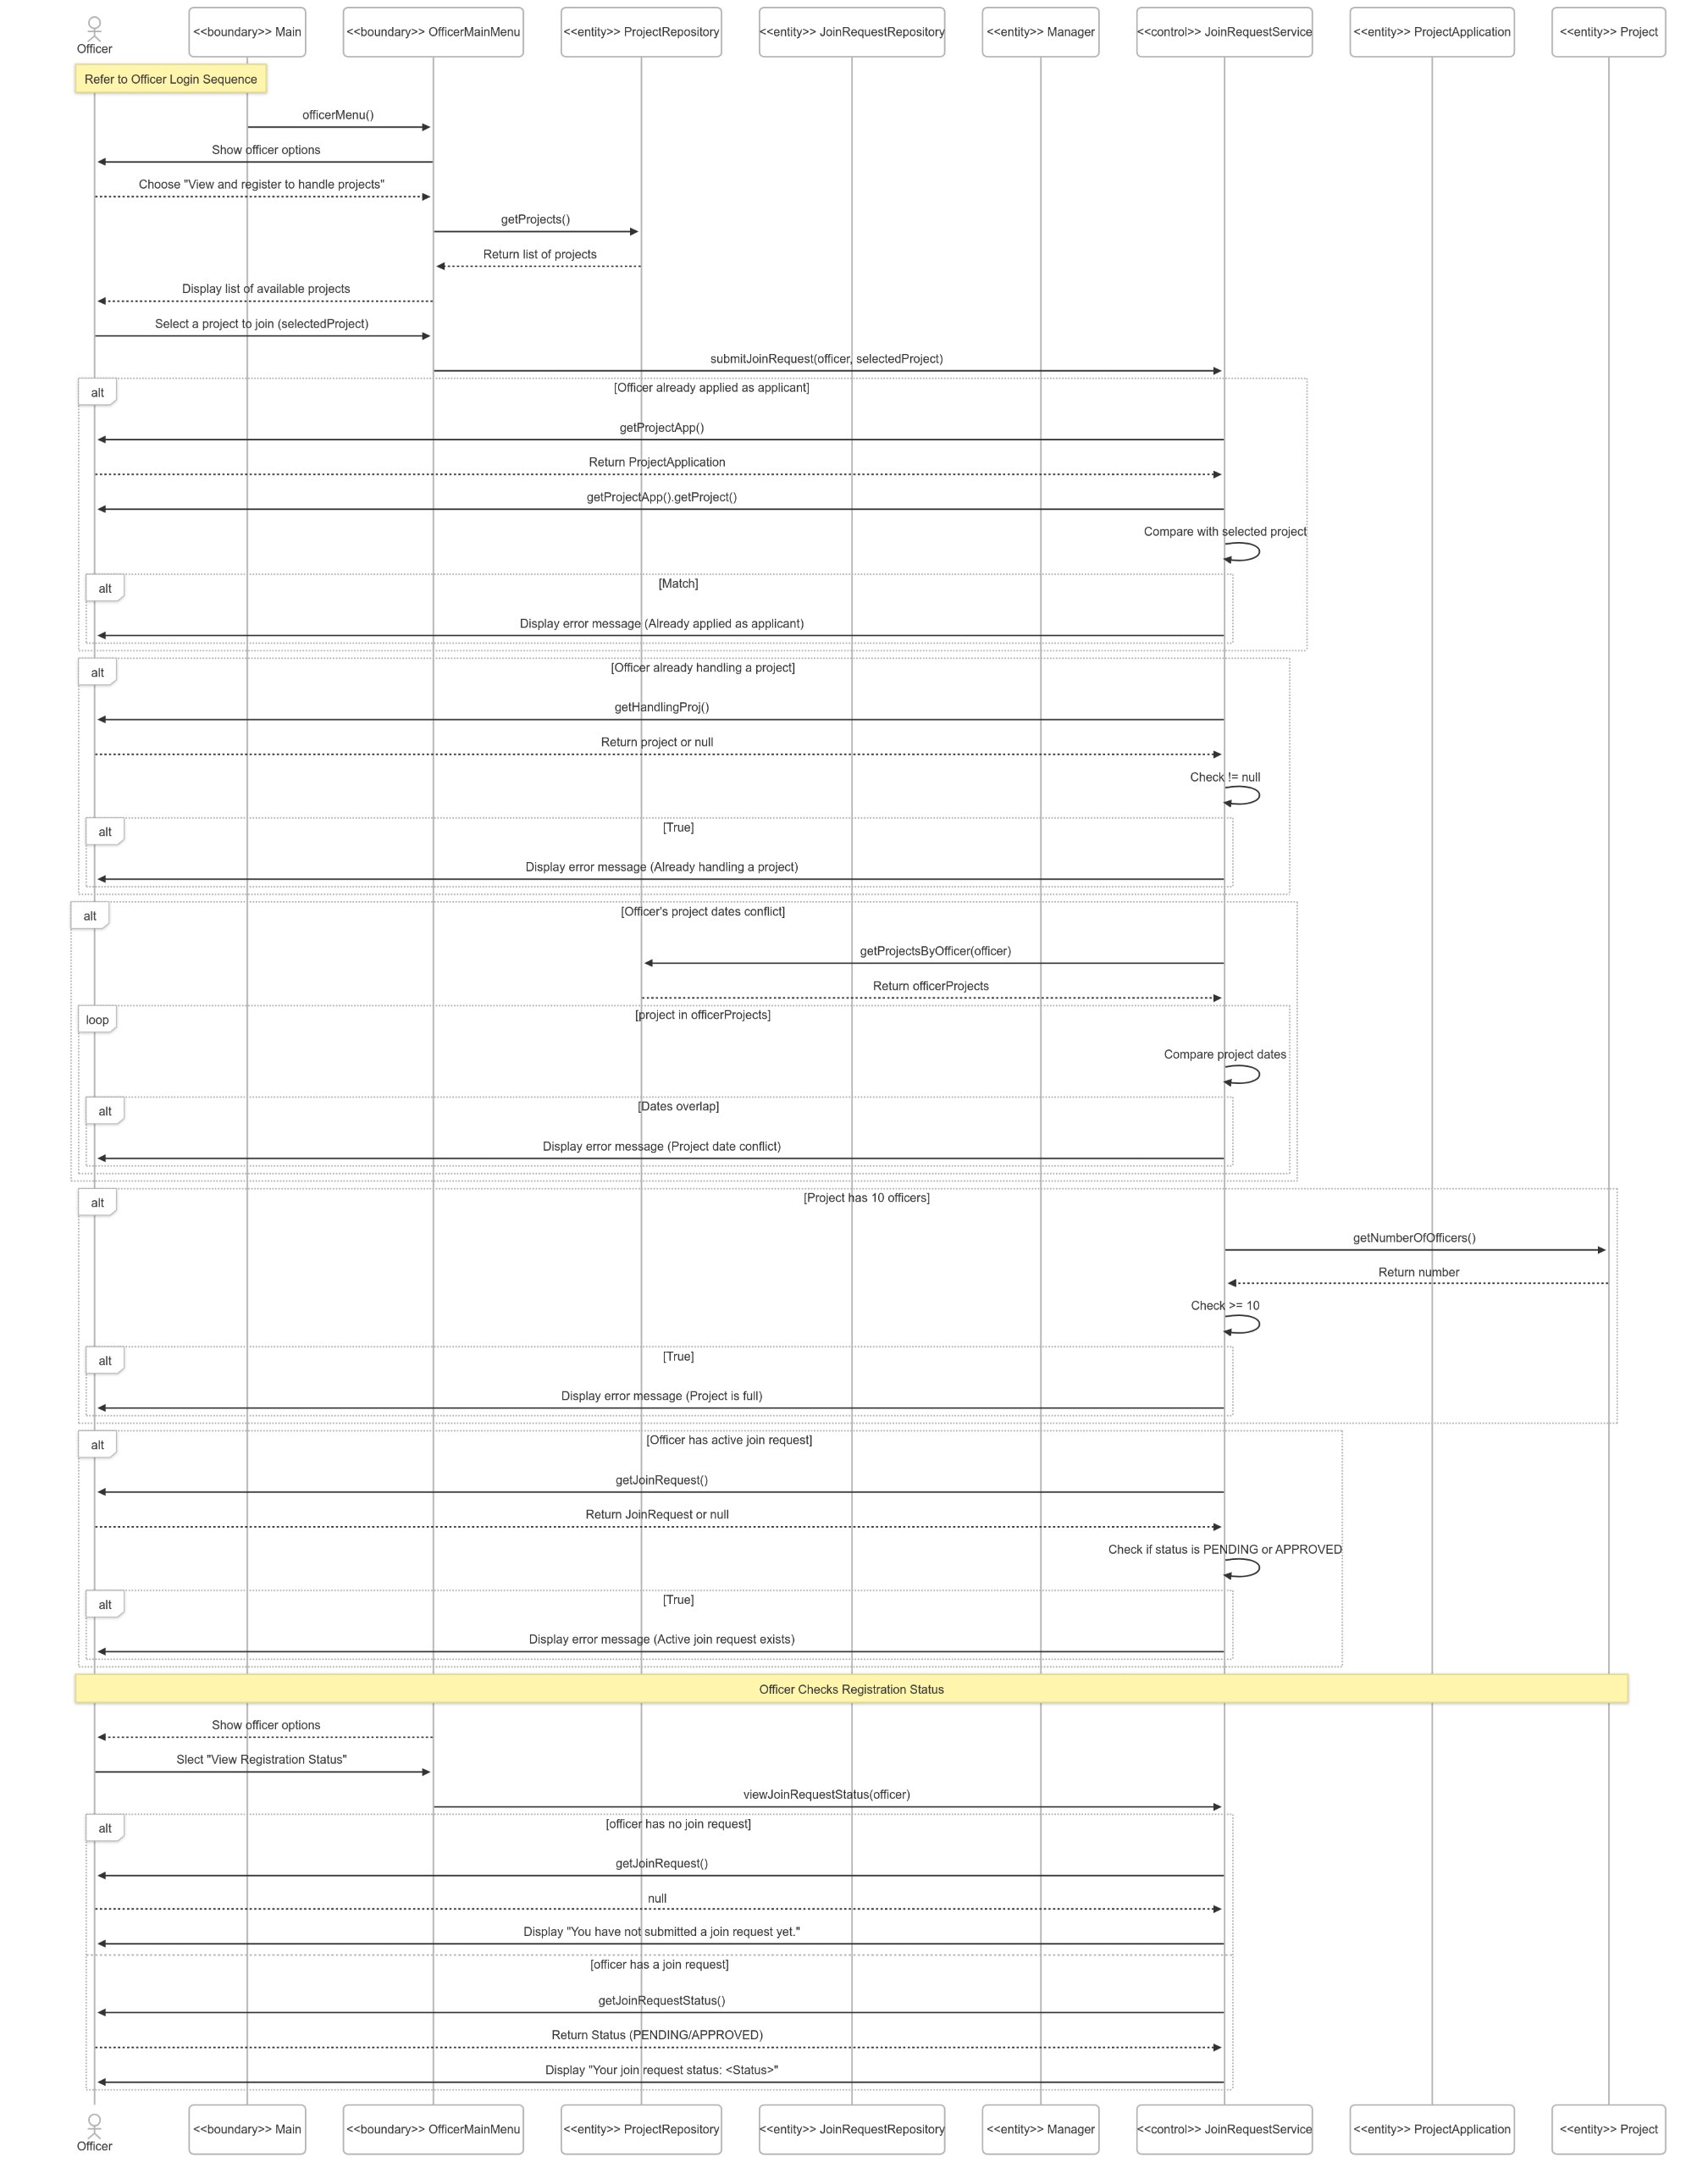 Officer
<<boundary>> Main
<<boundary>> OfficerMainMenu
<<entity>> ProjectRepository
<<entity>> JoinRequestRepository
<<entity>> Manager
<<control>> JoinRequestService
<<entity>> ProjectApplication
<<entity>> Project
Refer to Officer Login Sequence
officerMenu()
Show officer options
Choose "View and register to handle projects"
getProjects()
Return list of projects
Display list of available projects
Select a project to join (selectedProject)
submitJoinRequest(officer, selectedProject)
alt
[Officer already applied as applicant]
getProjectApp()
Return ProjectApplication
getProjectApp().getProject()
Compare with selected project
alt
[Match]
Display error message (Already applied as applicant)
alt
[Officer already handling a project]
getHandlingProj()
Return project or null
Check != null
alt
[True]
Display error message (Already handling a project)
alt
[Officer's project dates conflict]
getProjectsByOfficer(officer)
Return officerProjects
loop
[project in officerProjects]
Compare project dates
alt
[Dates overlap]
Display error message (Project date conflict)
alt
[Project has 10 officers]
getNumberOfOfficers()
Return number
Check >= 10
alt
[True]
Display error message (Project is full)
alt
[Officer has active join request]
getJoinRequest()
Return JoinRequest or null
Check if status is PENDING or APPROVED
alt
[True]
Display error message (Active join request exists)
Officer Checks Registration Status
Show officer options
Slect "View Registration Status"
viewJoinRequestStatus(officer)
alt
[officer has no join request]
getJoinRequest()
null
Display "You have not submitted a join request yet."
[officer has a join request]
getJoinRequestStatus()
Return Status (PENDING/APPROVED)
Display "Your join request status: <Status>"
Officer
<<boundary>> Main
<<boundary>> OfficerMainMenu
<<entity>> ProjectRepository
<<entity>> JoinRequestRepository
<<entity>> Manager
<<control>> JoinRequestService
<<entity>> ProjectApplication
<<entity>> Project